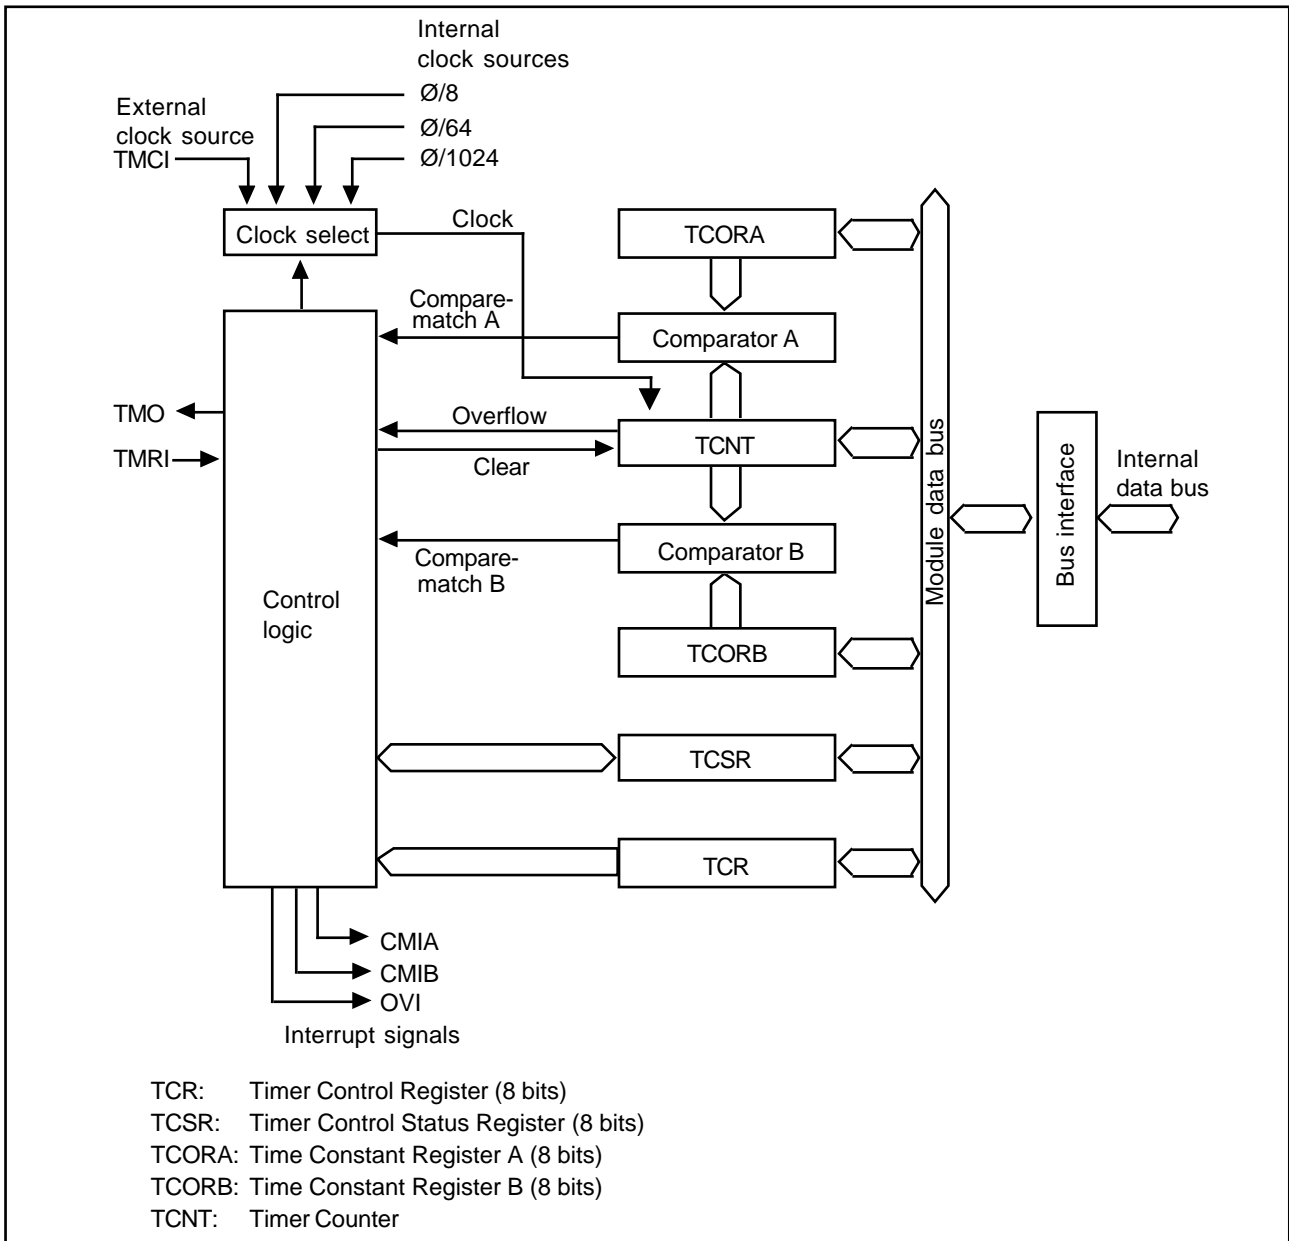 Internal
clock sources
Ø/8
External
clock source
Ø/64
TMCI
Ø/1024
Clock select
Clock
TCORA
Compare-
match A
Comparator A
TMO
Overflow
TCNT
TMRI
Clear
Module data bus
Bus interface
Internal
data bus
Compare-
match B
Comparator B
Control
logic
TCORB
TCSR
TCR
CMIA
CMIB
OVI
Interrupt signals
TCR: Timer Control Register (8 bits)
TCSR: Timer Control Status Register (8 bits)
TCORA: Time Constant Register A (8 bits)
TCORB: Time Constant Register B (8 bits)
TCNT: Timer Counter